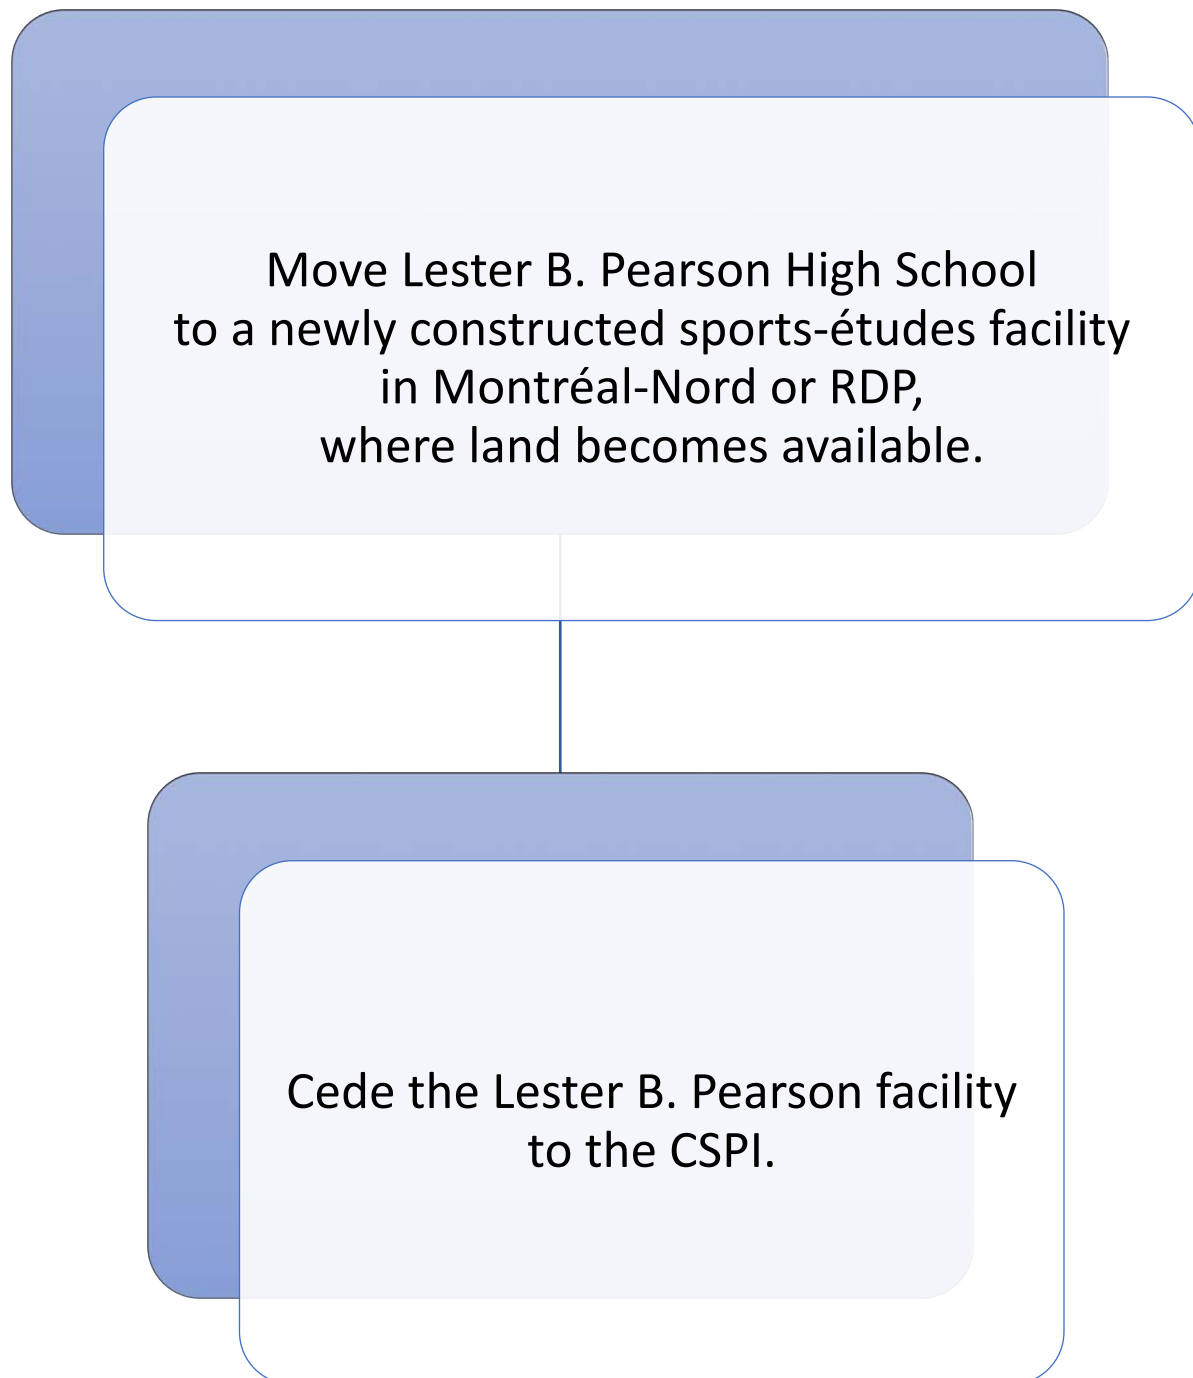 Move Lester B. Pearson High School
to a newly constructed sports-études facility
in Montréal-Nord or RDP,
where land becomes available.
Cede the Lester B. Pearson facility
to the CSPI.